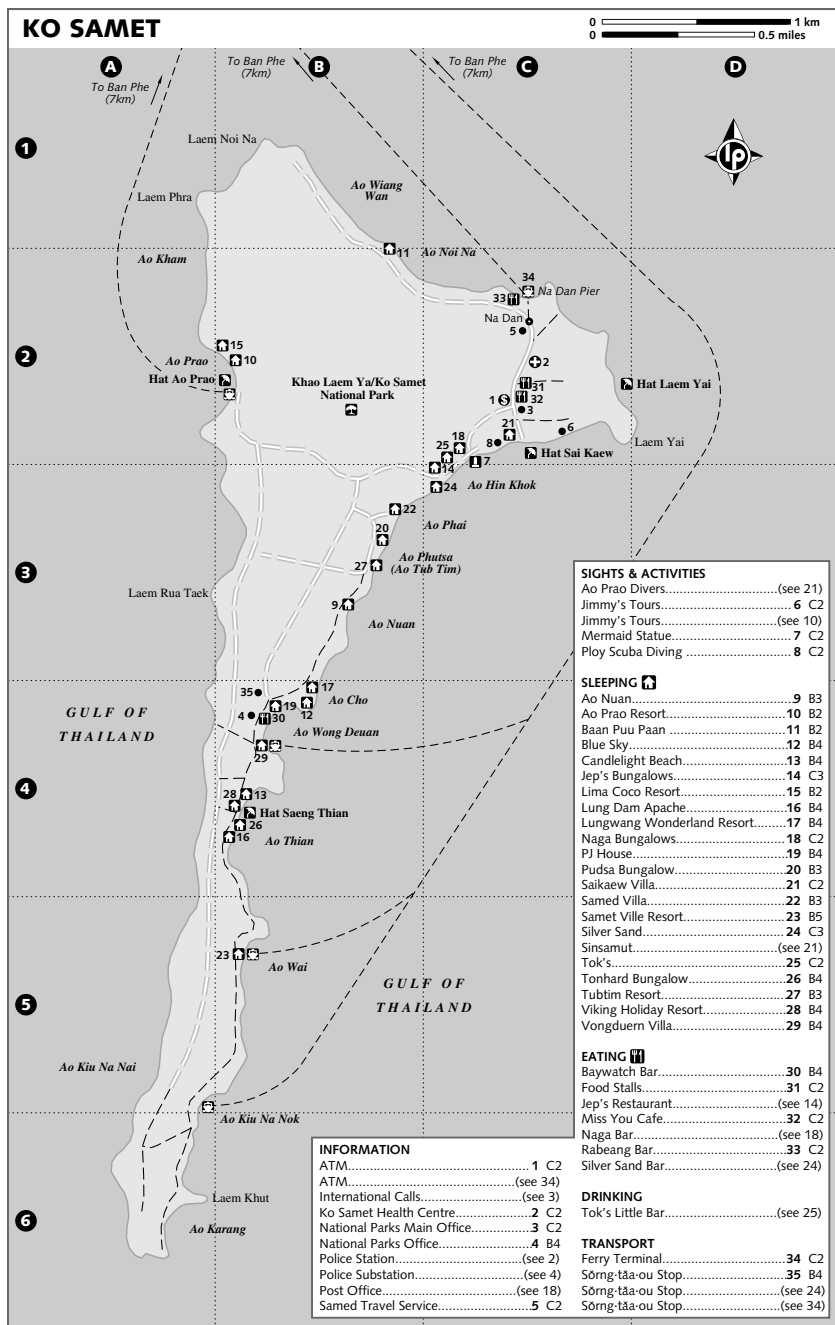 KO SAMET
0 1 km
0 0.5 miles
A
B
C
D
To Ban Phe
(7km)
To Ban Phe
(7km)
To Ban Phe
(7km)
1
lp
Laem Noi Na
Laem Phra
Ao Wiang
Wan
Ao Kham
11
Ao Noi Na
34
33
Na Dan Pier
Na Dan
5
2
15
Ao Prao
10
2
Hat Ao Prao
Khao Laem Ya/Ko Samet
National Park
31
Hat Laem Yai
1
$
32
3
21
6
18
8
Laem Yai
25
7
Hat Sai Kaew
14
24
Ao Hin Khok
22
Ao Phai
20
3
Ao Phutsa
(Ao Tub Tim)
27
Laem Rua Taek
9
Ao Nuan
17
35
Ao Cho
19
12
4
30
GULF OF
THAILAND
Ao Wong Deuan
29
4
13
28
Hat Saeng Thian
26
16
Ao Thian
23
Ao Wai
GULF OF
THAILAND
5
Ao Kiu Na Nai
Ao Kiu Na Nok
Laem Khut
6
Ao Karang
INFORMATION
ATM 1 C2
ATM (see 34)
International Calls (see 3)
Ko Samet Health Centre 2 C2
National Parks Main Office 3 C2
National Parks Office 4 B4
Police Station (see 2)
Police Substation (see 4)
Post Office (see 18)
Samed Travel Service 5 C2
SIGHTS & ACTIVITIES
Ao Prao Divers (see 21)
Jimmy's Tours 6 C2
Jimmy's Tours (see 10)
Mermaid Statue 7 C2
Ploy Scuba Diving 8 C2
SLEEPING
Ao Nuan 9 B3
Ao Prao Resort 10 B2
Baan Puu Paan 11 B2
Blue Sky 12 B4
Candlelight Beach 13 B4
Jep's Bungalows 14 C3
Lima Coco Resort 15 B2
Lung Dam Apache 16 B4
Lungwang Wonderland Resort 17 B4
Naga Bungalows 18 C2
PJ House 19 B4
Pudsa Bungalow 20 B3
Saikaew Villa 21 C2
Samed Villa 22 B3
Samet Ville Resort 23 B5
Silver Sand 24 C3
Sinsamut (see 21)
Tok's 25 C2
Tonhard Bungalow 26 B4
Tubtim Resort 27 B3
Viking Holiday Resort 28 B4
Vongduern Villa 29 B4
EATING
Baywatch Bar 30 B4
Food Stalls 31 C2
Jep's Restaurant (see 14)
Miss You Cafe 32 C2
Naga Bar (see 18)
Rabeang Bar 33 C2
Silver Sand Bar (see 24)
DRINKING
Tok's Little Bar (see 25)
TRANSPORT
Ferry Terminal 34 C2
Sŏrng·tăa·ou Stop 35 B4
Sŏrng·tăa·ou Stop (see 24)
Sŏrng·tăa·ou Stop (see 34)